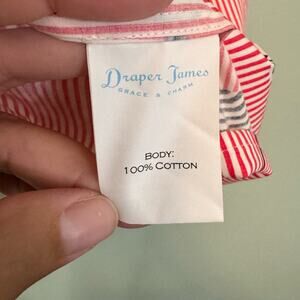 Draper James
GRACE & CHARM
BODY:
100% COTTON